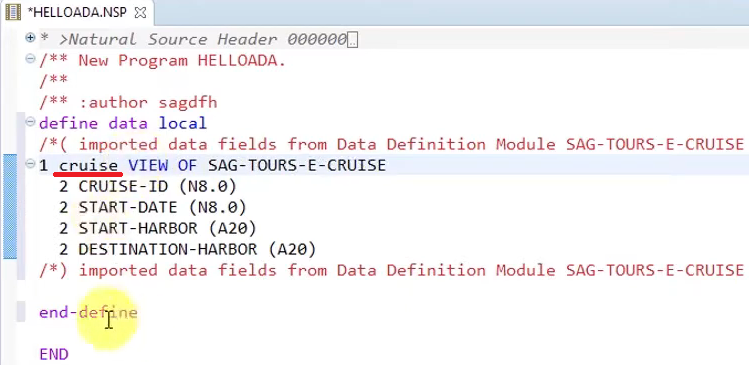 *HELLOADA.NSP
* >Natural Source Header 000000..
/** New Program HELLOADA.
/**
/** :author sagdfh
define data local
/*( imported data fields from Data Definition Module SAG-TOURS-E-CRUISE
1 cruise VIEW OF SAG-TOURS-E-CRUISE
2 CRUISE-ID (N8.0)
2 START-DATE (N8.0)
2 START-HARBOR (A20)
2 DESTINATION-HARBOR (A20)
/*) imported data fields from Data Definition Module SAG-TOURS-E-CRUISE
end-define
END